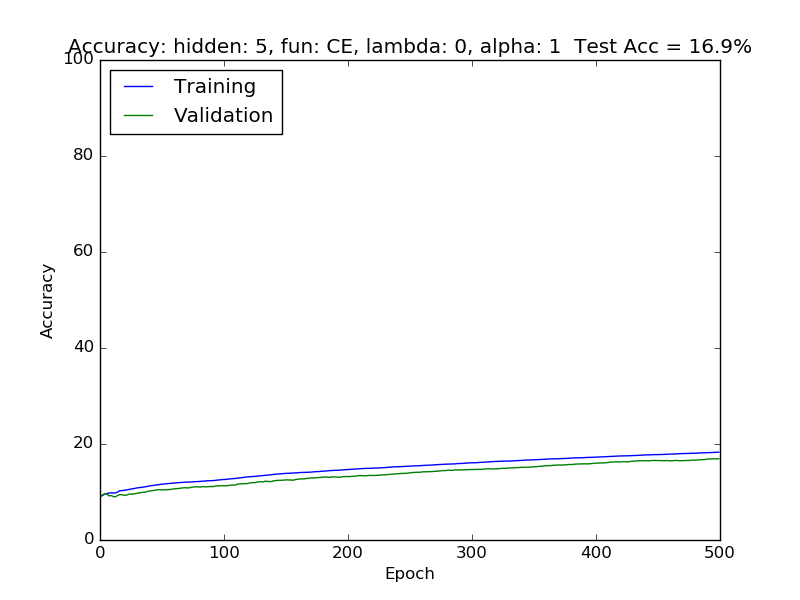 Accuracy: hidden: 5, fun: CE, lambda: 0, alpha: 1  Test Acc = 16.9%
Training
Validation
100
80
60
40
20
0
Accuracy
0 100 200 300 400 500
Epoch